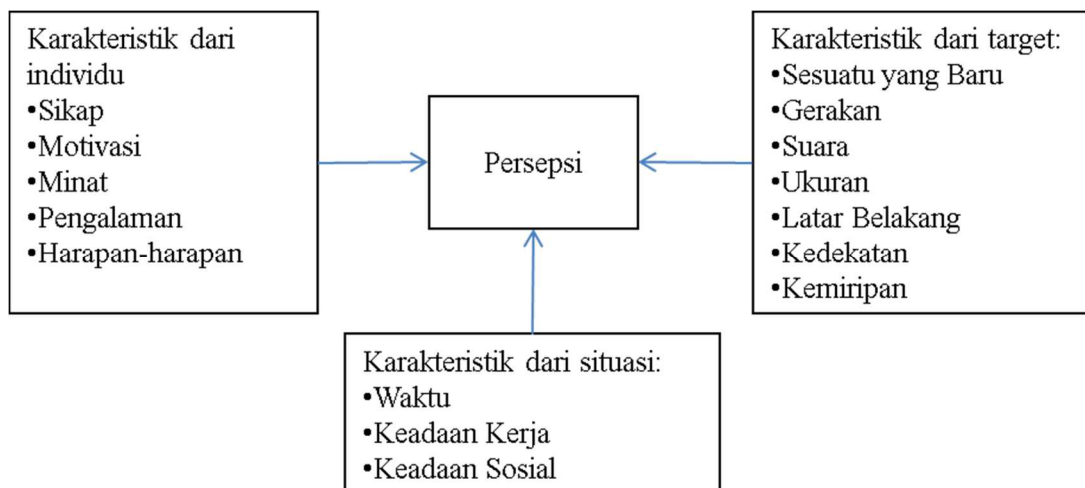 Karakteristik dari
individu
•Sikap
•Motivasi
•Minat
•Pengalaman
•Harapan-harapan
Persepsi
Karakteristik dari target:
•Sesuatu yang Baru
•Gerakan
•Suara
•Ukuran
•Latar Belakang
•Kedekatan
•Kemiripan
Karakteristik dari situasi:
•Waktu
•Keadaan Kerja
•Keadaan Sosial